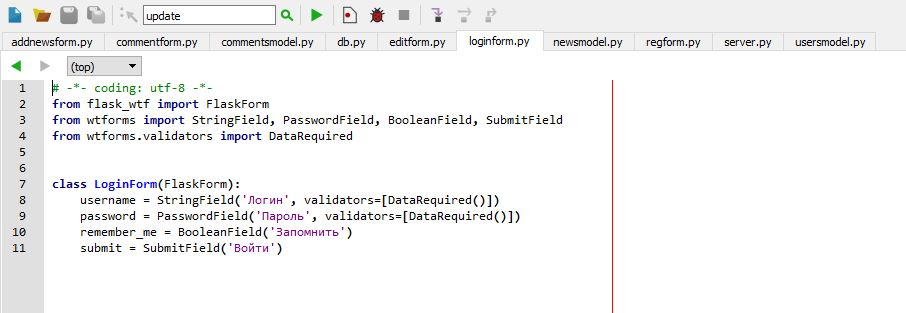 update
addnewsform.py commentform.py commentsmodel.py db.py editform.py loginform.py newsmodel.py regform.py server.py usersmodel.py
(top)
1 # -*- coding: utf-8 -*-
2 from flask_wtf import FlaskForm
3 from wtforms import StringField, PasswordField, BooleanField, SubmitField
4 from wtforms.validators import DataRequired
5
6
7 class LoginForm(FlaskForm):
8     username = StringField('Логин', validators=[DataRequired()])
9     password = PasswordField('Пароль', validators=[DataRequired()])
10     remember_me = BooleanField('Запомнить')
11     submit = SubmitField('Войти')